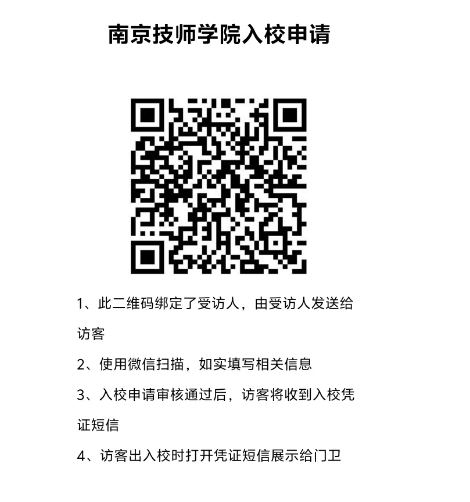 南京技师学院入校申请
1、此二维码绑定了受访人，由受访人发送给
访客
2、使用微信扫描，如实填写相关信息
3、入校申请审核通过后，访客将收到入校凭
证短信
4、访客出入校时打开凭证短信展示给门卫